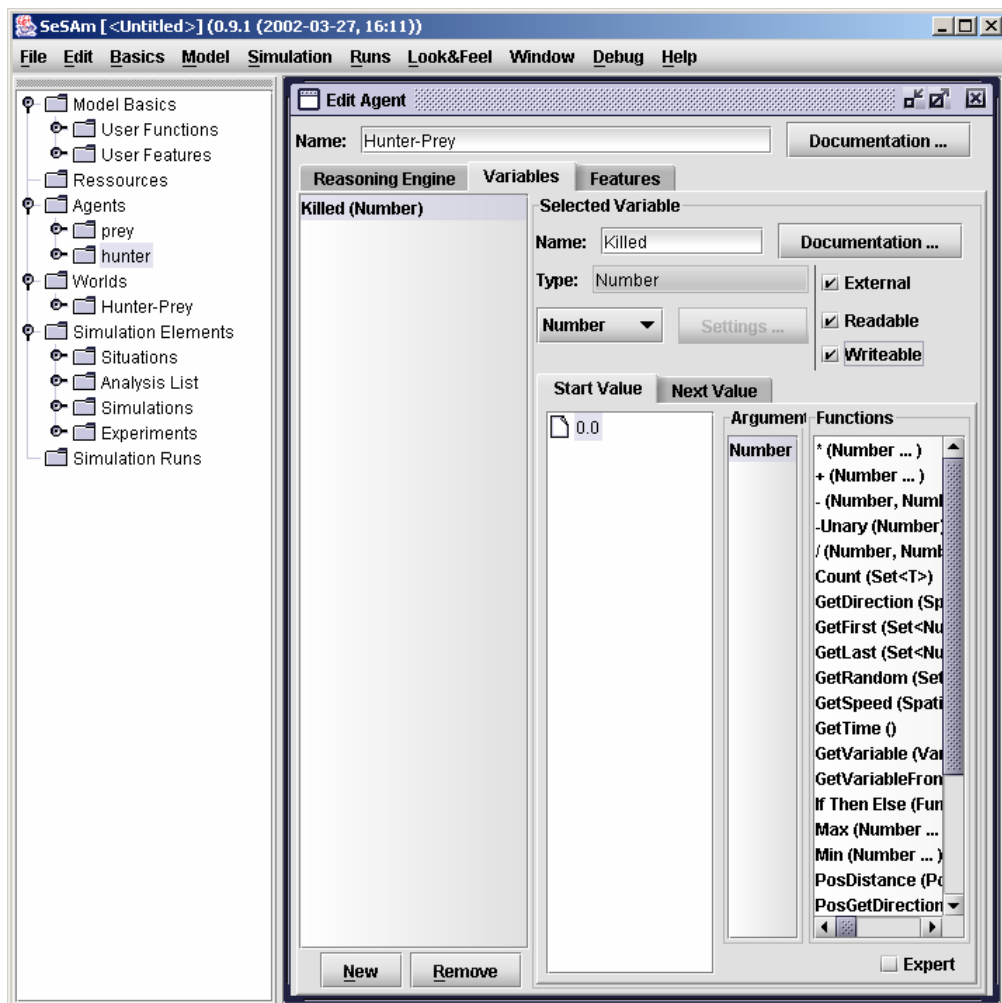 SeSAm [<Untitled>] (0.9.1 (2002-03-27, 16:11))
File Edit Basics Model Simulation Runs Look&Feel Window Debug Help
Model Basics
User Functions
User Features
Ressources
Agents
prey
hunter
Worlds
Hunter-Prey
Simulation Elements
Situations
Analysis List
Simulations
Experiments
Simulation Runs
Edit Agent
Name: Hunter-Prey Documentation ...
Reasoning Engine Variables Features
Killed (Number)
New Remove
Selected Variable
Name: Killed Documentation ...
Type: Number
External
Number Settings ...
Readable
Writeable
Start Value Next Value
0.0
Argument
Number
Functions
* (Number ... )
+ (Number ... )
- (Number, Numl
-Unary (Number)
/ (Number, Numl
Count (Set<T>)
GetDirection (Sp
GetFirst (Set<Nu
GetLast (Set<Nu
GetRandom (Set
GetSpeed (Spati
GetTime ()
GetVariable (Var
GetVariableFron
If Then Else (Fun
Max (Number ...
Min (Number ... )
PosDistance (Po
PosGetDirection
Expert